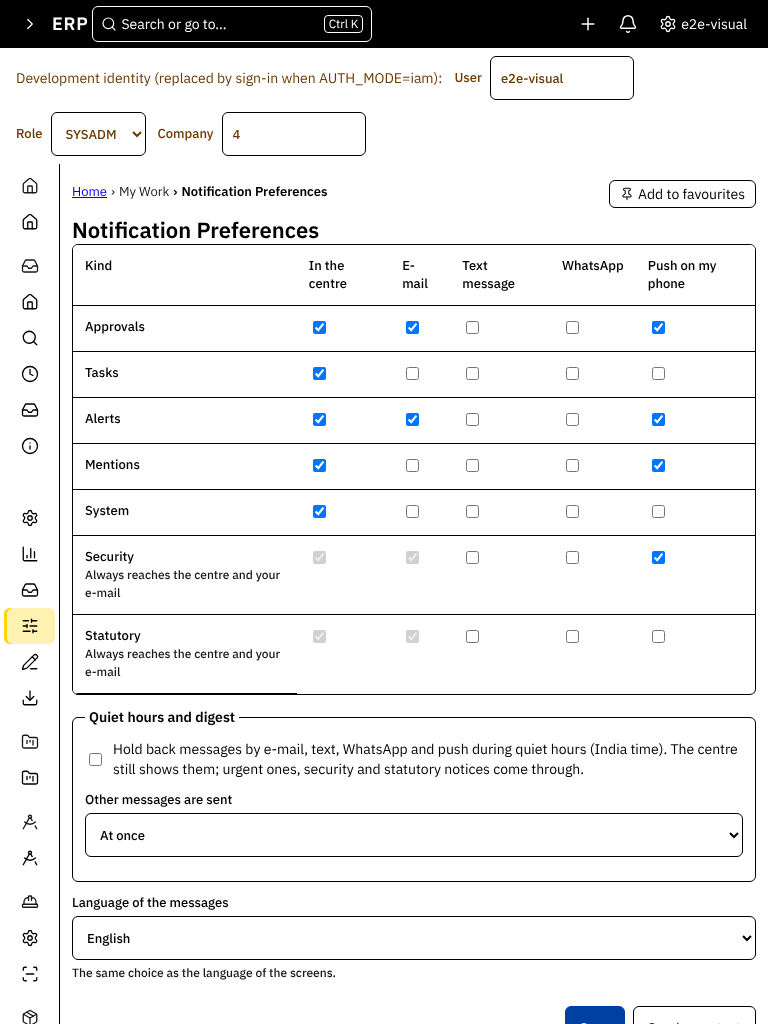 ERP
Search or go to…
Ctrl K
e2e-visual
Development identity (replaced by sign-in when AUTH_MODE=iam):
User
e2e-visual
Role
SYSADM
Company
4
Home › My Work › Notification Preferences
Add to favourites
Notification Preferences
Kind
In the
centre
E-
mail
Text
message
WhatsApp
Push on my
phone
Approvals
Tasks
Alerts
Mentions
System
Security
Always reaches the centre and your
e-mail
Statutory
Always reaches the centre and your
e-mail
Quiet hours and digest
Hold back messages by e-mail, text, WhatsApp and push during quiet hours (India time). The centre
still shows them; urgent ones, security and statutory notices come through.
Other messages are sent
At once
Language of the messages
English
The same choice as the language of the screens.